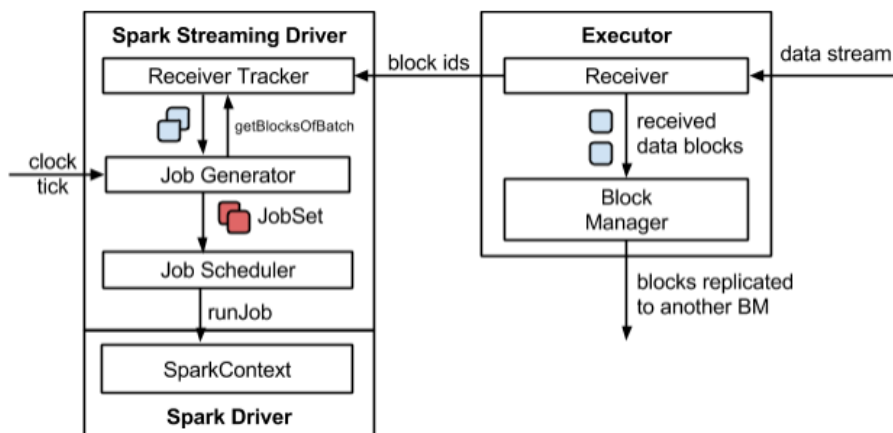 Spark Streaming Driver
Receiver Tracker
getBlocksOfBatch
clock
tick
Job Generator
JobSet
Job Scheduler
runJob
SparkContext
Spark Driver
block ids
Executor
Receiver
data stream
received
data blocks
Block
Manager
blocks replicated
to another BM